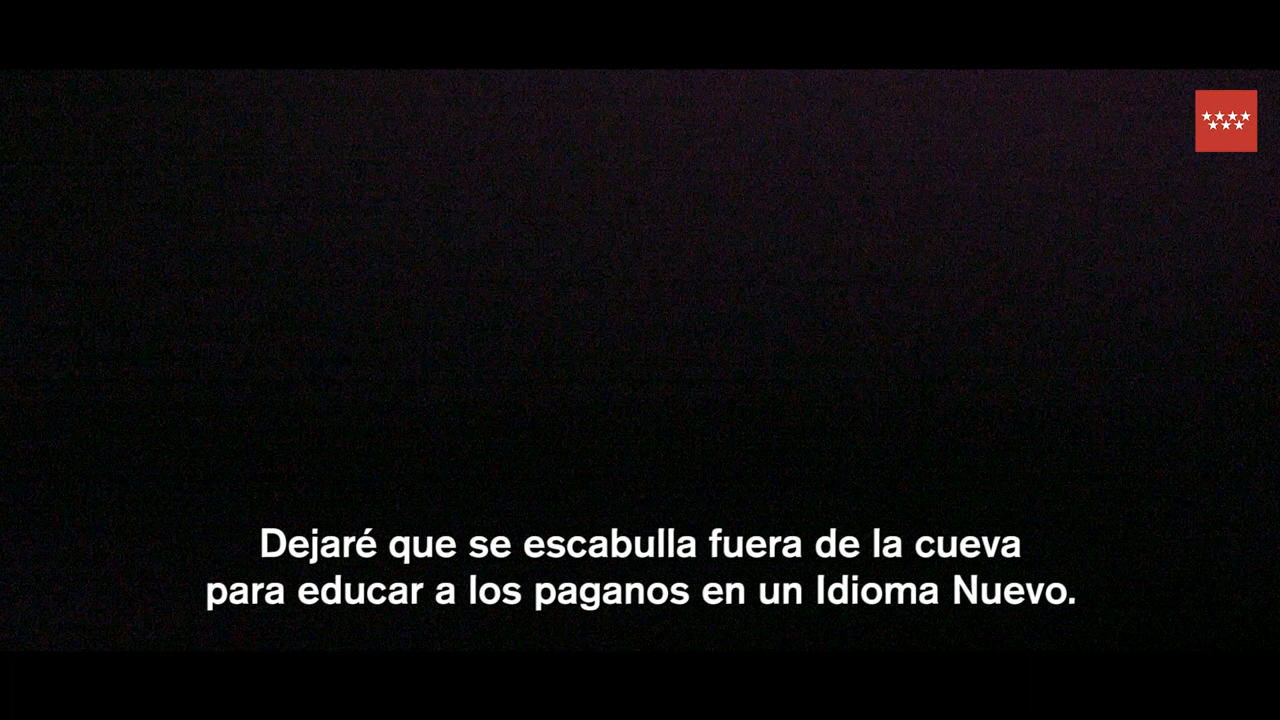 Dejaré que se escabulla fuera de la cueva
para educar a los paganos en un Idioma Nuevo.